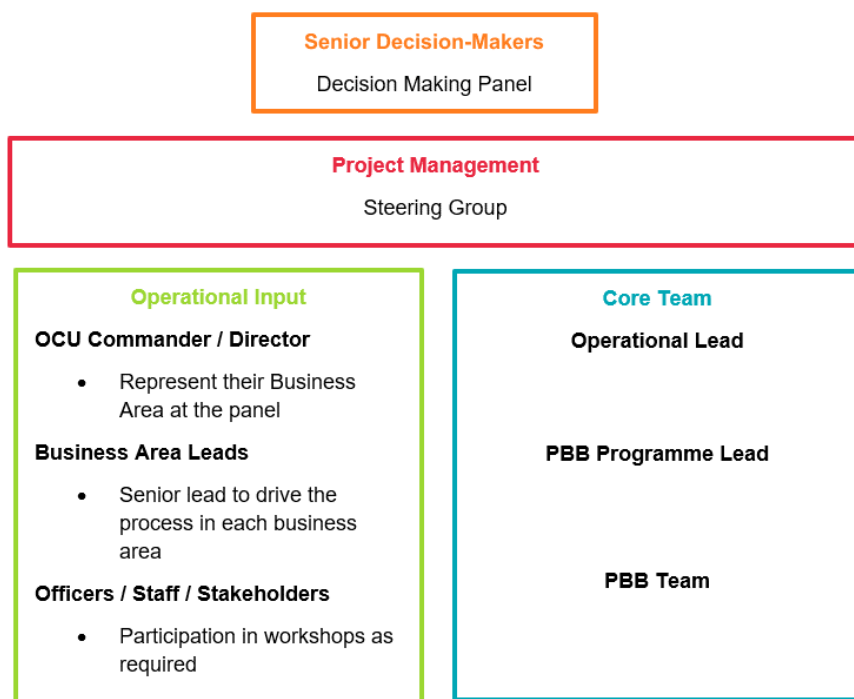 Senior Decision-Makers
Decision Making Panel
Project Management
Steering Group
Operational Input
OCU Commander / Director
• Represent their Business
Area at the panel
Business Area Leads
• Senior lead to drive the
process in each business
area
Officers / Staff / Stakeholders
• Participation in workshops as
required
Core Team
Operational Lead
PBB Programme Lead
PBB Team